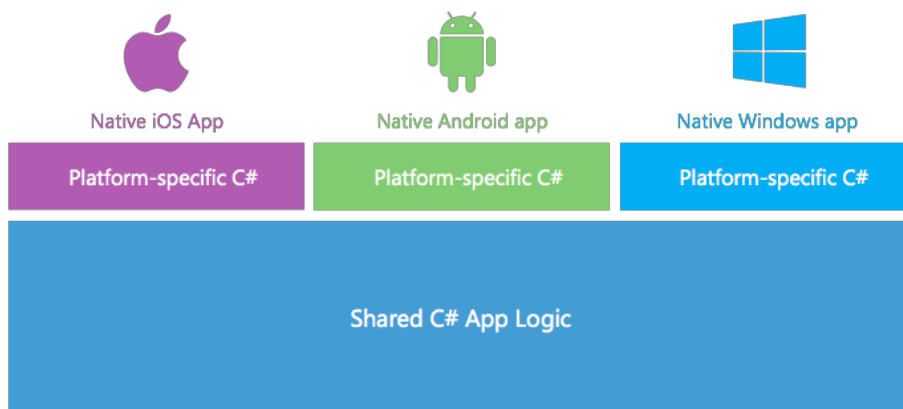 Native iOS App
Native Android app
Native Windows app
Platform-specific C#
Platform-specific C#
Platform-specific C#
Shared C# App Logic